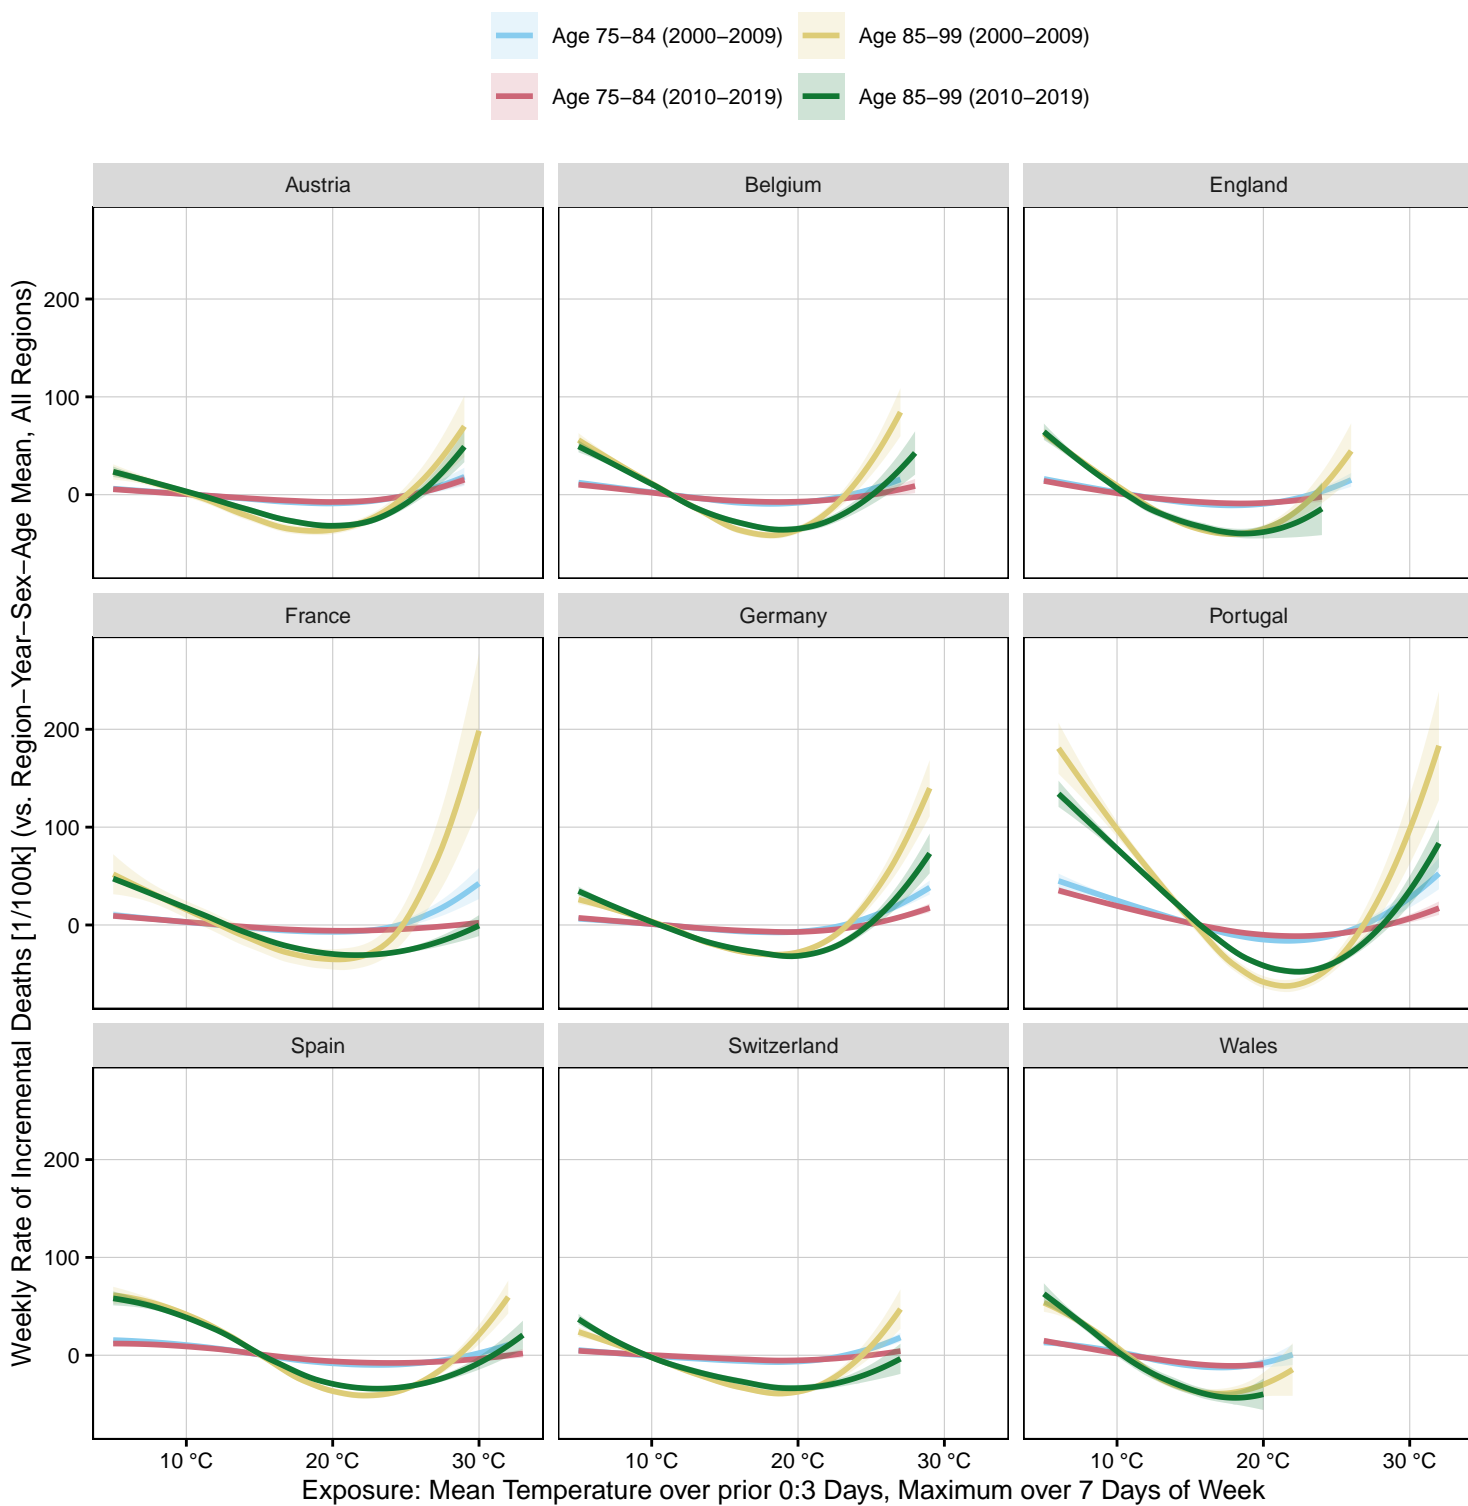 Age 75−84 (2000−2009) Age 85−99 (2000−2009)
Age 75−84 (2010−2019) Age 85−99 (2010−2019)
Weekly Rate of Incremental Deaths [1/100k] (vs. Region−Year−Sex−Age Mean, All Regions)
Austria Belgium England
200
100
0
France Germany Portugal
200
100
0
Spain Switzerland Wales
200
100
0
10 °C 20 °C 30 °C 10 °C 20 °C 30 °C 10 °C 20 °C 30 °C
Exposure: Mean Temperature over prior 0:3 Days, Maximum over 7 Days of Week